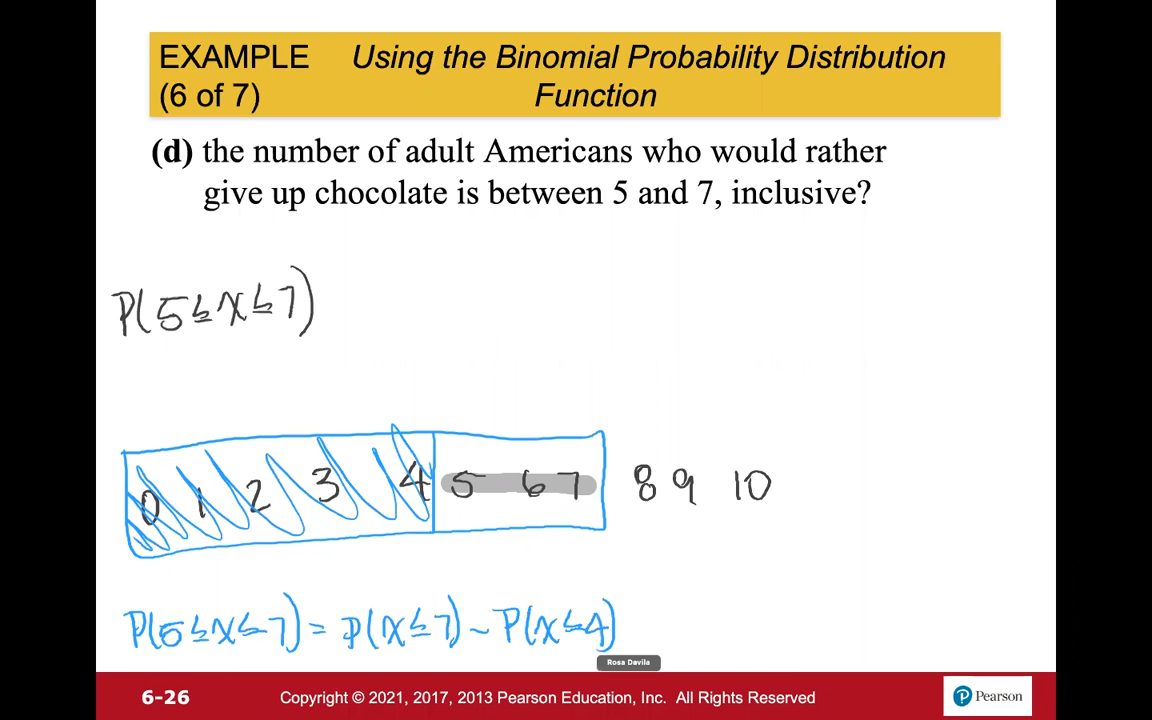 EXAMPLE Using the Binomial Probability Distribution
(6 of 7) Function
(d) the number of adult Americans who would rather
give up chocolate is between 5 and 7, inclusive?
P(5≤x≤7)
0 1 2 3 4 5 6 7 8 9 10
P(5≤x≤7) = P(x≤7) - P(x≤4)
Rosa Davila
6-26 Copyright © 2021, 2017, 2013 Pearson Education, Inc. All Rights Reserved P Pearson